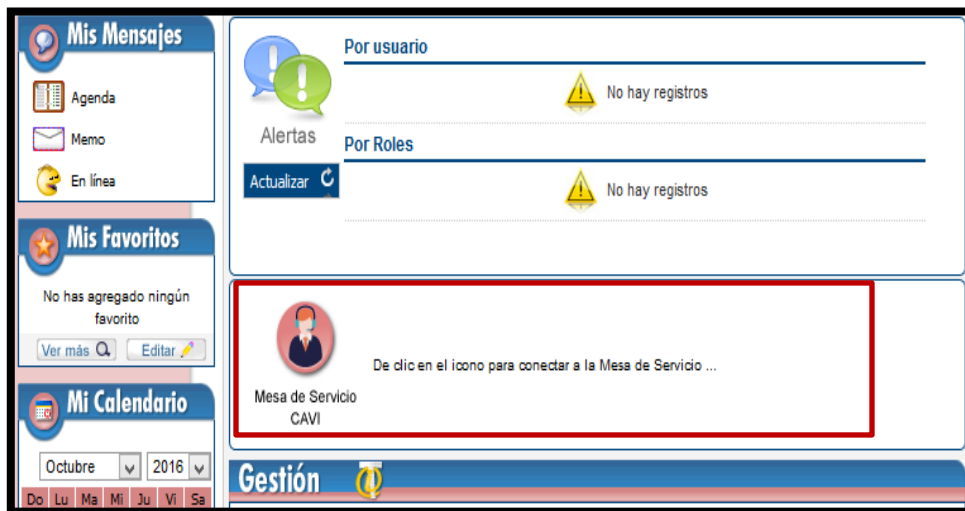 Mis Mensajes
Agenda
Memo
En línea
Mis Favoritos
No has agregado ningún
favorito
Ver más
Editar
Mi Calendario
Octubre 2016
Do Lu Ma Mi Ju Vi Sa
Alertas
Actualizar
Por usuario
No hay registros
Por Roles
No hay registros
Mesa de Servicio
CAVI
De clic en el icono para conectar a la Mesa de Servicio ...
Gestión